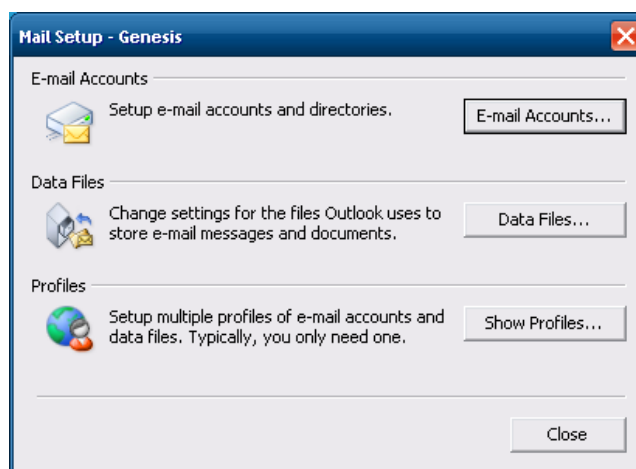 Mail Setup - Genesis
E-mail Accounts
Setup e-mail accounts and directories.
E-mail Accounts...
Data Files
Change settings for the files Outlook uses to
store e-mail messages and documents.
Data Files...
Profiles
Setup multiple profiles of e-mail accounts and
data files. Typically, you only need one.
Show Profiles...
Close